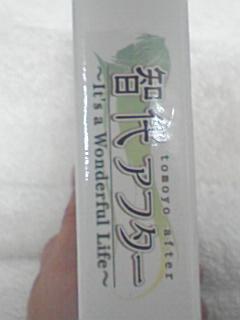 智代アフター
tomoyo after
～It's a Wonderful Life～